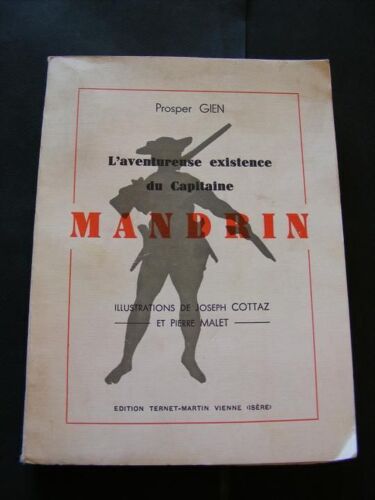 Prosper GIEN
L'aventureuse existence
du Capitaine
MANDRIN
ILLUSTRATIONS DE JOSEPH COTTAZ
ET PIERRE MALET
EDITION TERNET-MARTIN VIENNE (ISÈRE)